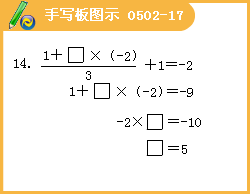 手写板图示 0502-17
14. (1+□×(-2))/3 +1=-2
1+□×(-2)=-9
-2×□=-10
□=5